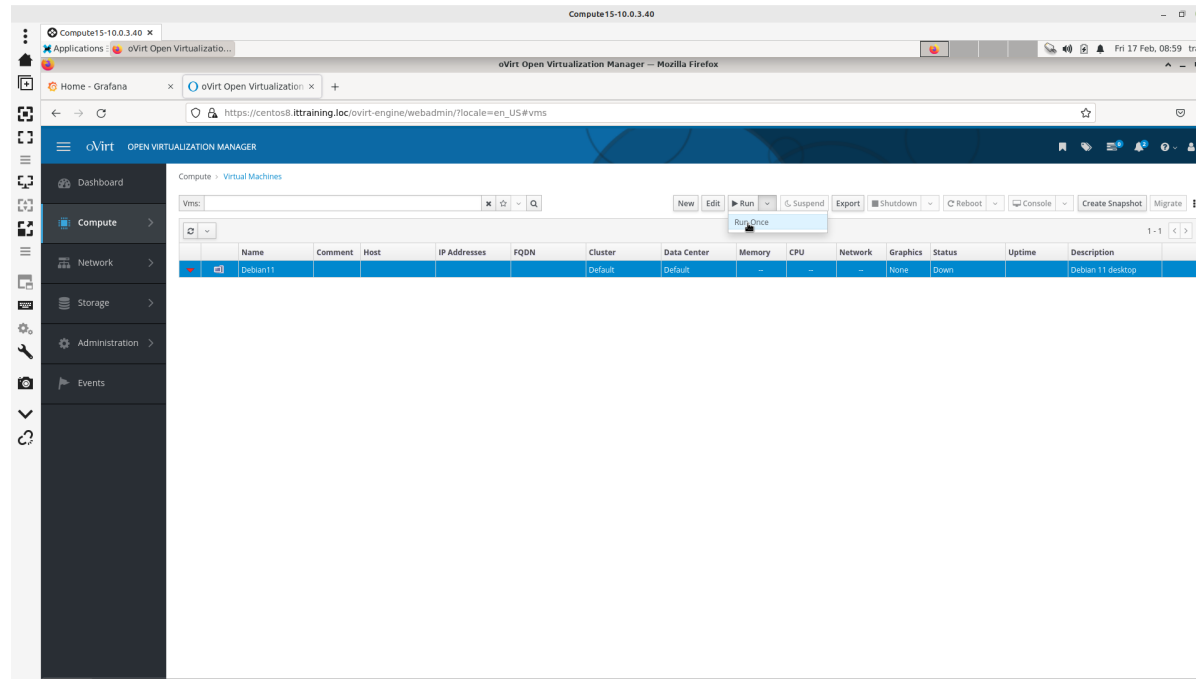 Compute15-10.0.3.40
Compute15-10.0.3.40
Applications : oVirt Open Virtualizatio...
Fri 17 Feb, 08:59
oVirt Open Virtualization Manager — Mozilla Firefox
Home - Grafana
oVirt Open Virtualization
https://centos8.ittraining.loc/ovirt-engine/webadmin/?locale=en_US#vms
oVirt OPEN VIRTUALIZATION MANAGER
Dashboard
Compute
Network
Storage
Administration
Events
Compute > Virtual Machines
Vms:
New Edit Run Suspend Export Shutdown Reboot Console Create Snapshot Migrate
Run Once
1-1
Name Comment Host IP Addresses FQDN Cluster Data Center Memory CPU Network Graphics Status Uptime Description
Debian11 Default Default -- -- -- None Down Debian 11 desktop